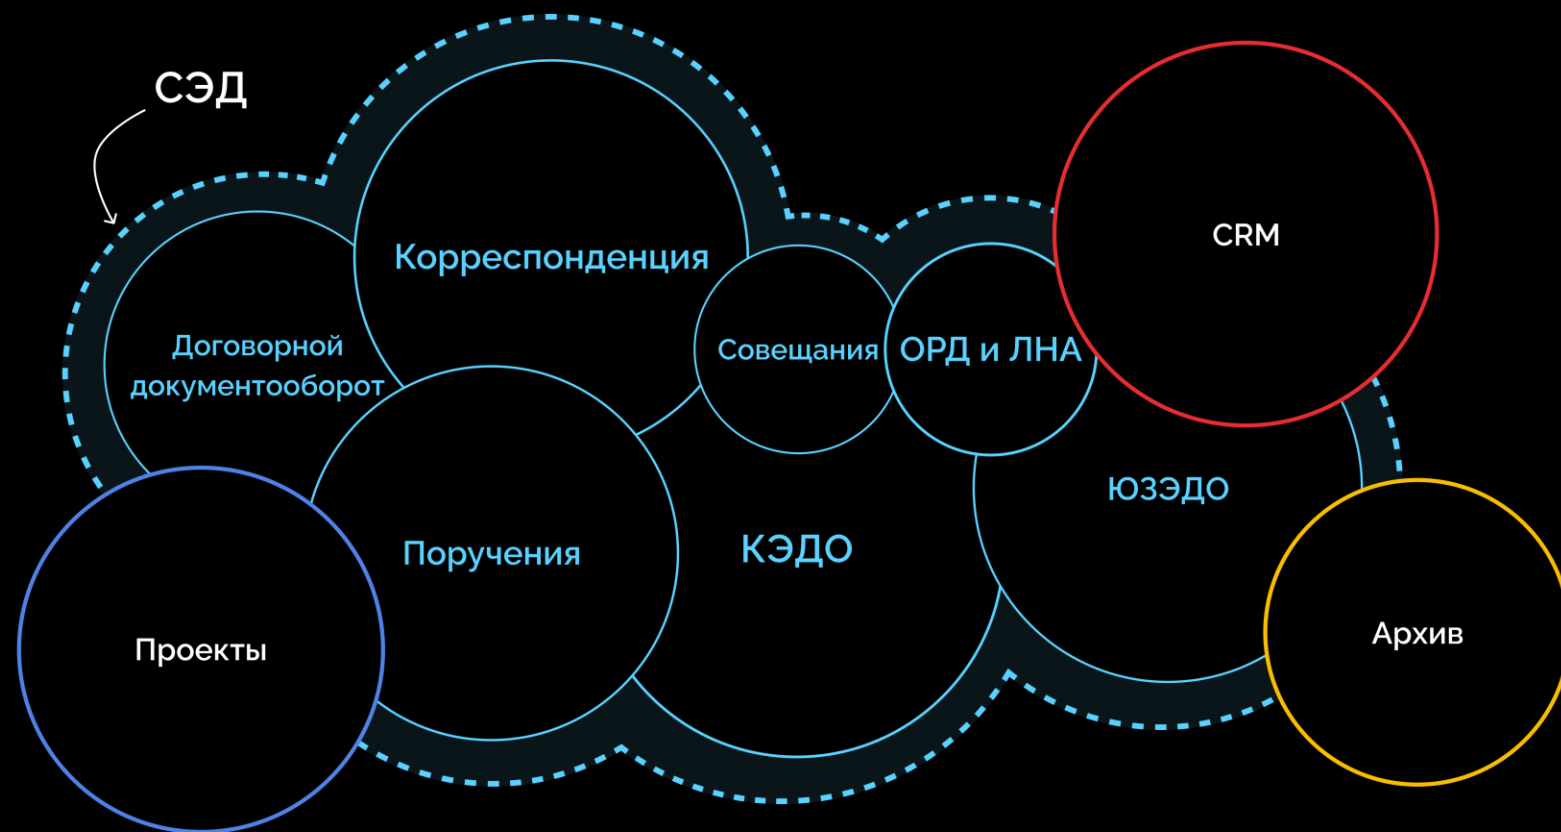 СЭД
Корреспонденция
CRM
Договорной
документооборот
Совещания
ОРД и ЛНА
ЮЗЭДО
Поручения
КЭДО
Проекты
Архив